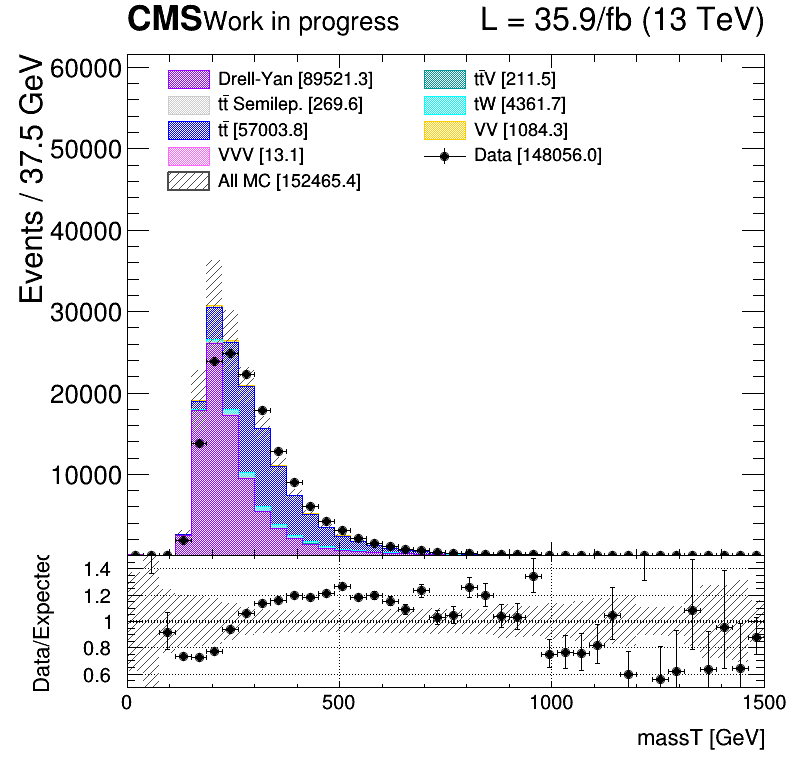 CMS Work in progress L = 35.9/fb (13 TeV)
Events / 37.5 GeV
60000
50000
40000
30000
20000
10000
Drell-Yan [89521.3]
tt̄ Semilep. [269.6]
tt̄ [57003.8]
VVV [13.1]
All MC [152465.4]
tt̄V [211.5]
tW [4361.7]
VV [1084.3]
Data [148056.0]
Data/Expected
1.4
1.2
1
0.8
0.6
0 500 1000 1500
massT [GeV]